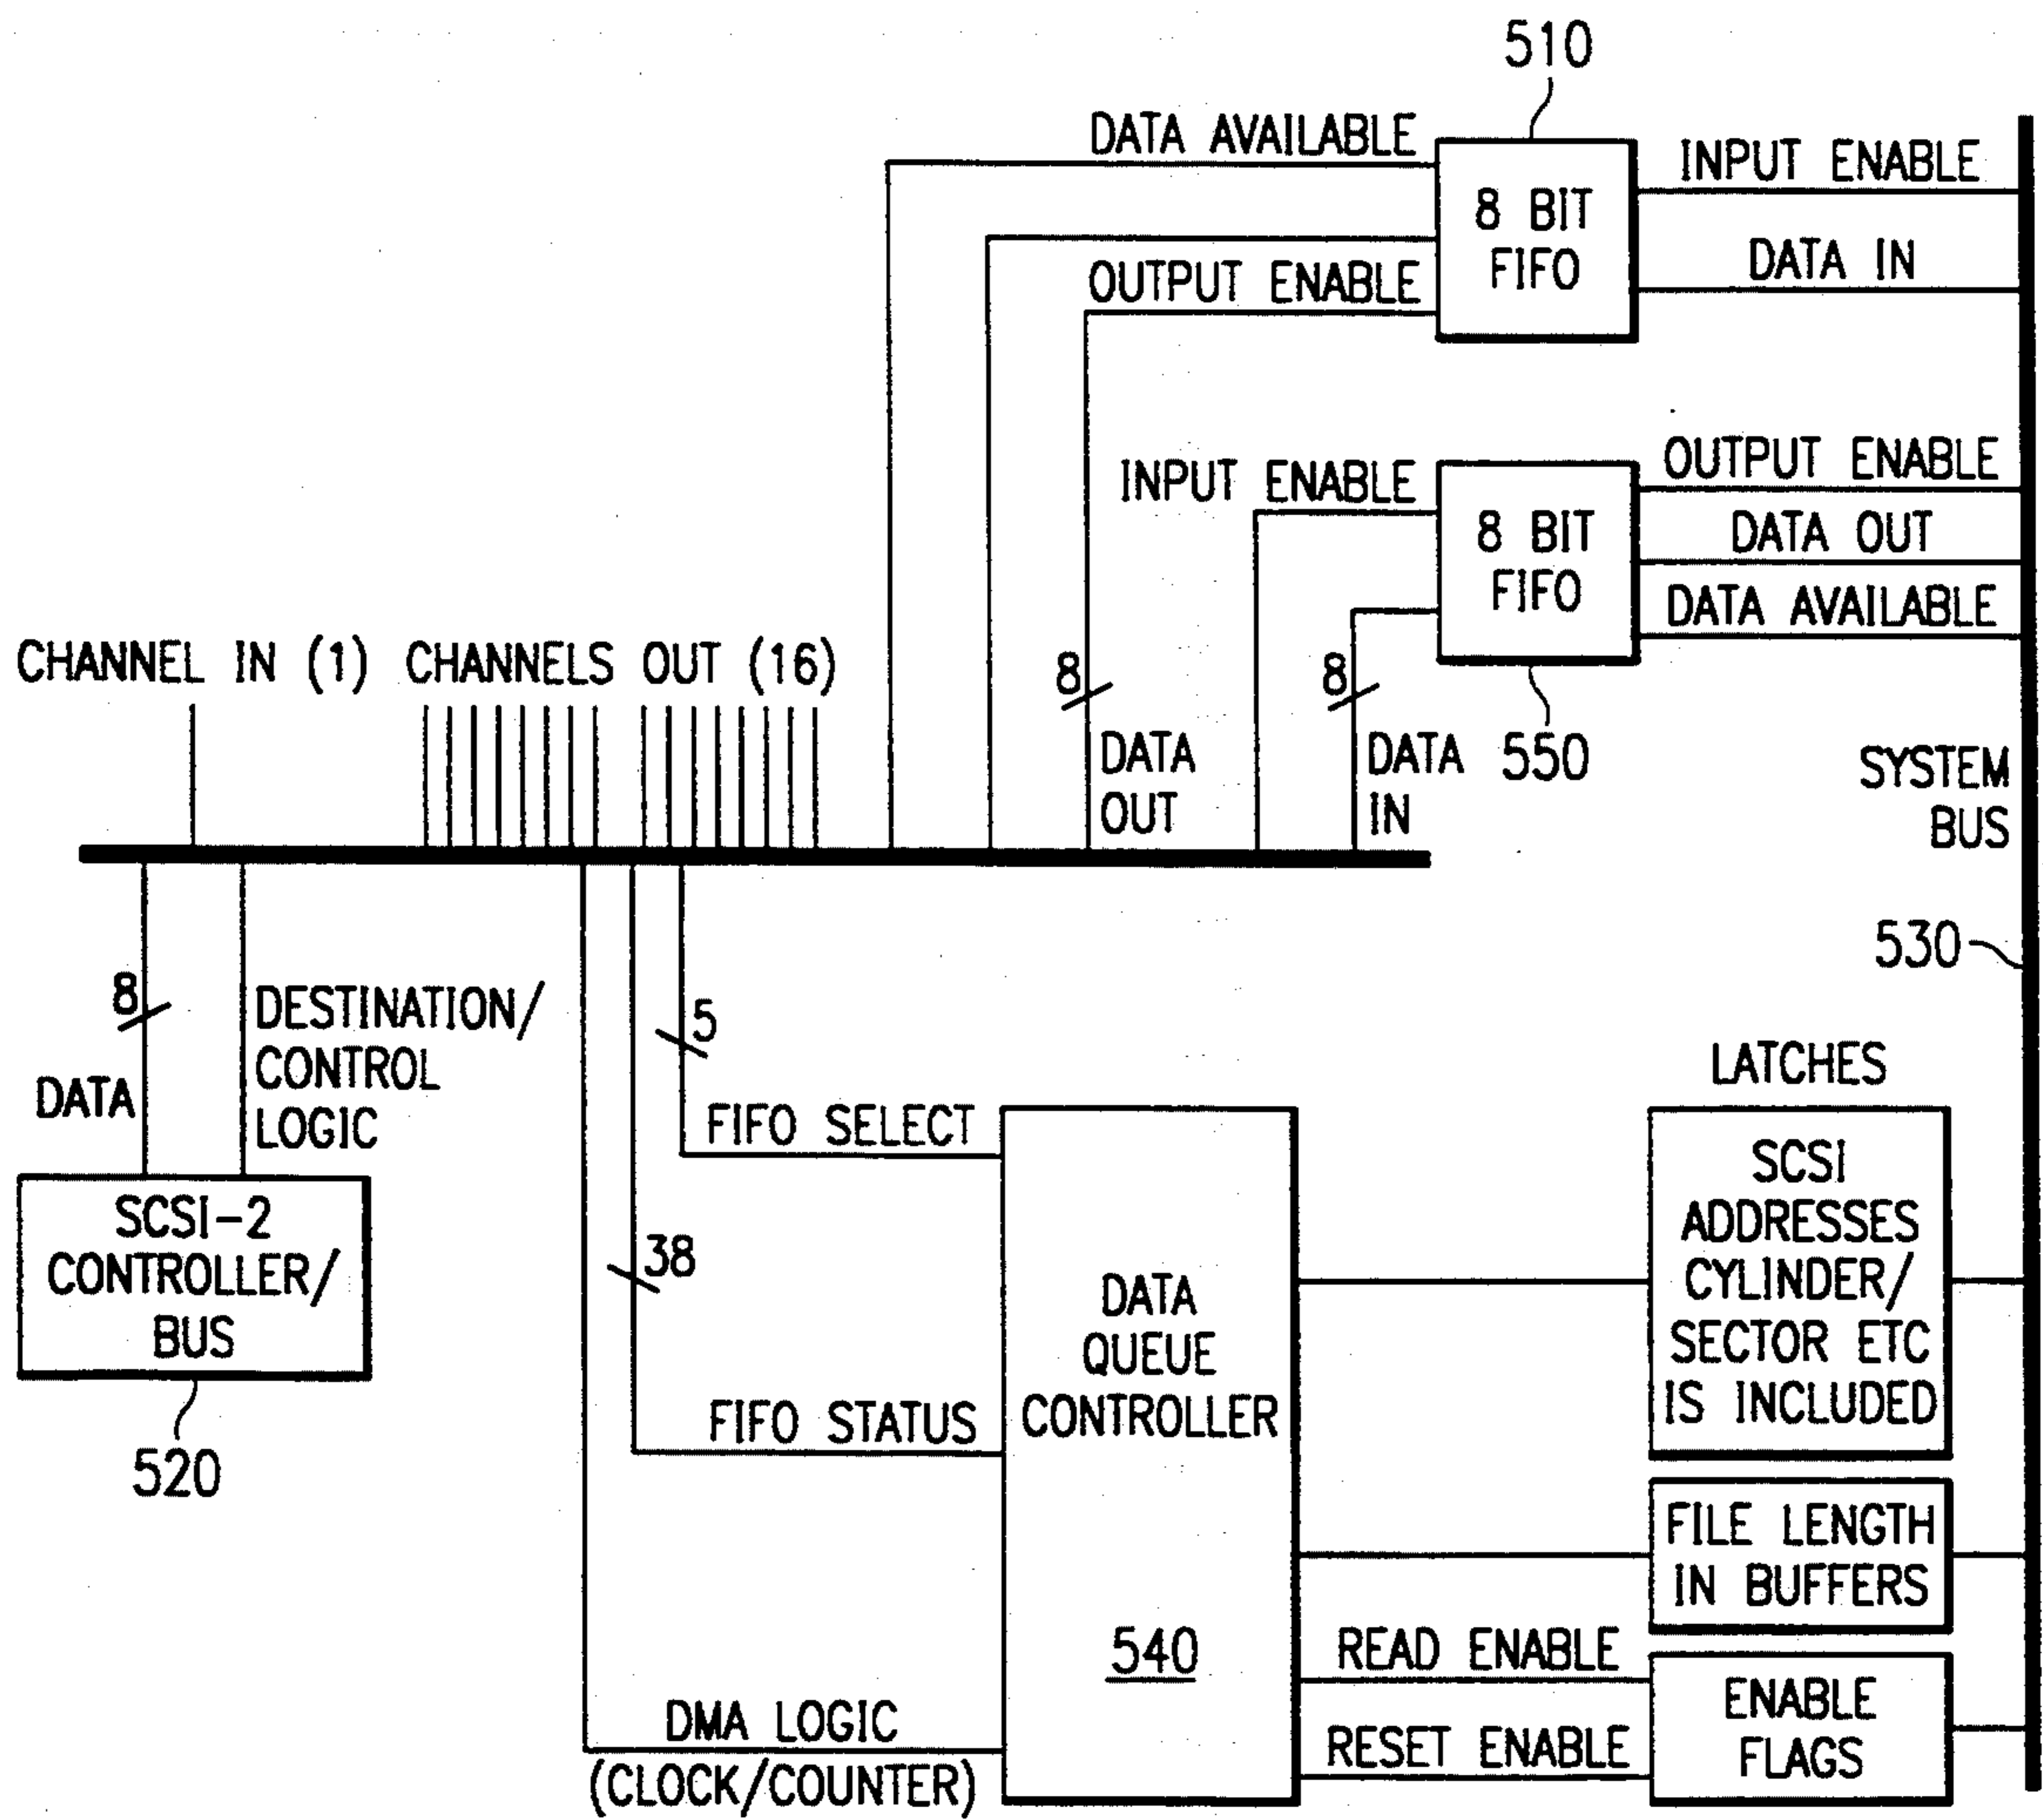 510
DATA AVAILABLE
INPUT ENABLE
8 BIT
FIFO
DATA IN
OUTPUT ENABLE
INPUT ENABLE
8 BIT
FIFO
OUTPUT ENABLE
DATA OUT
DATA AVAILABLE
550
CHANNEL IN (1)
CHANNELS OUT (16)
8
DATA
OUT
8
DATA
IN
SYSTEM
BUS
530
8
DATA
DESTINATION/
CONTROL
LOGIC
5
FIFO SELECT
38
FIFO STATUS
SCSI-2
CONTROLLER/
BUS
520
DATA
QUEUE
CONTROLLER
540
DMA LOGIC
(CLOCK/COUNTER)
LATCHES
SCSI
ADDRESSES
CYLINDER/
SECTOR ETC
IS INCLUDED
FILE LENGTH
IN BUFFERS
READ ENABLE
RESET ENABLE
ENABLE
FLAGS